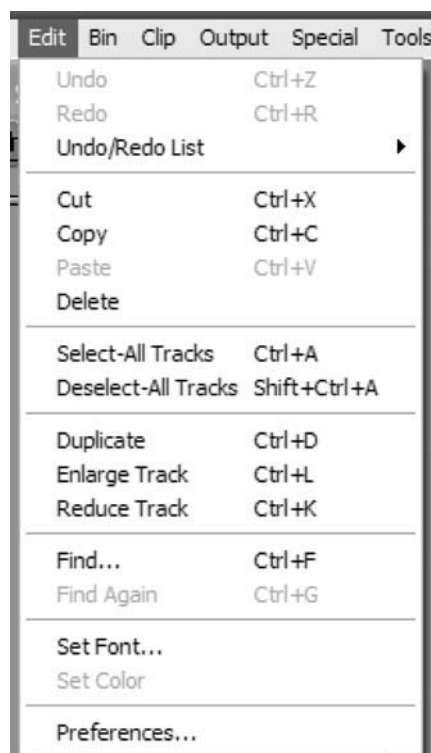 Edit Bin Clip Output Special Tools
Undo Ctrl+Z
Redo Ctrl+R
Undo/Redo List
Cut Ctrl+X
Copy Ctrl+C
Paste Ctrl+V
Delete
Select-All Tracks Ctrl+A
Deselect-All Tracks Shift+Ctrl+A
Duplicate Ctrl+D
Enlarge Track Ctrl+L
Reduce Track Ctrl+K
Find... Ctrl+F
Find Again Ctrl+G
Set Font...
Set Color
Preferences...